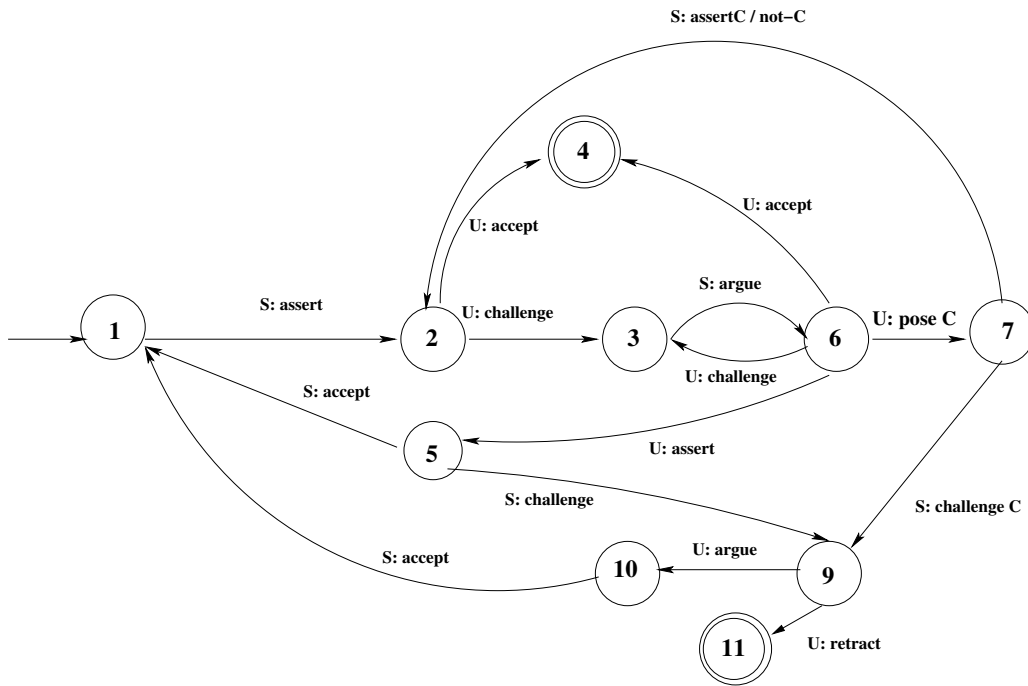 S: assertC / not−C
4
U: accept
U: accept
S: argue
S: assert
U: challenge
U: pose C
1
2
3
6
7
U: challenge
S: accept
U: assert
5
S: challenge
S: challenge C
S: accept
U: argue
10
9
11
U: retract